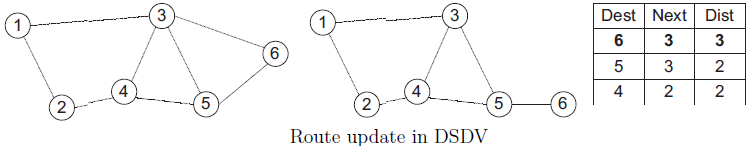 1 3 6 2 4 5
1 3 2 4 5 6
Dest Next Dist
6 3 3
5 3 2
4 2 2
Route update in DSDV